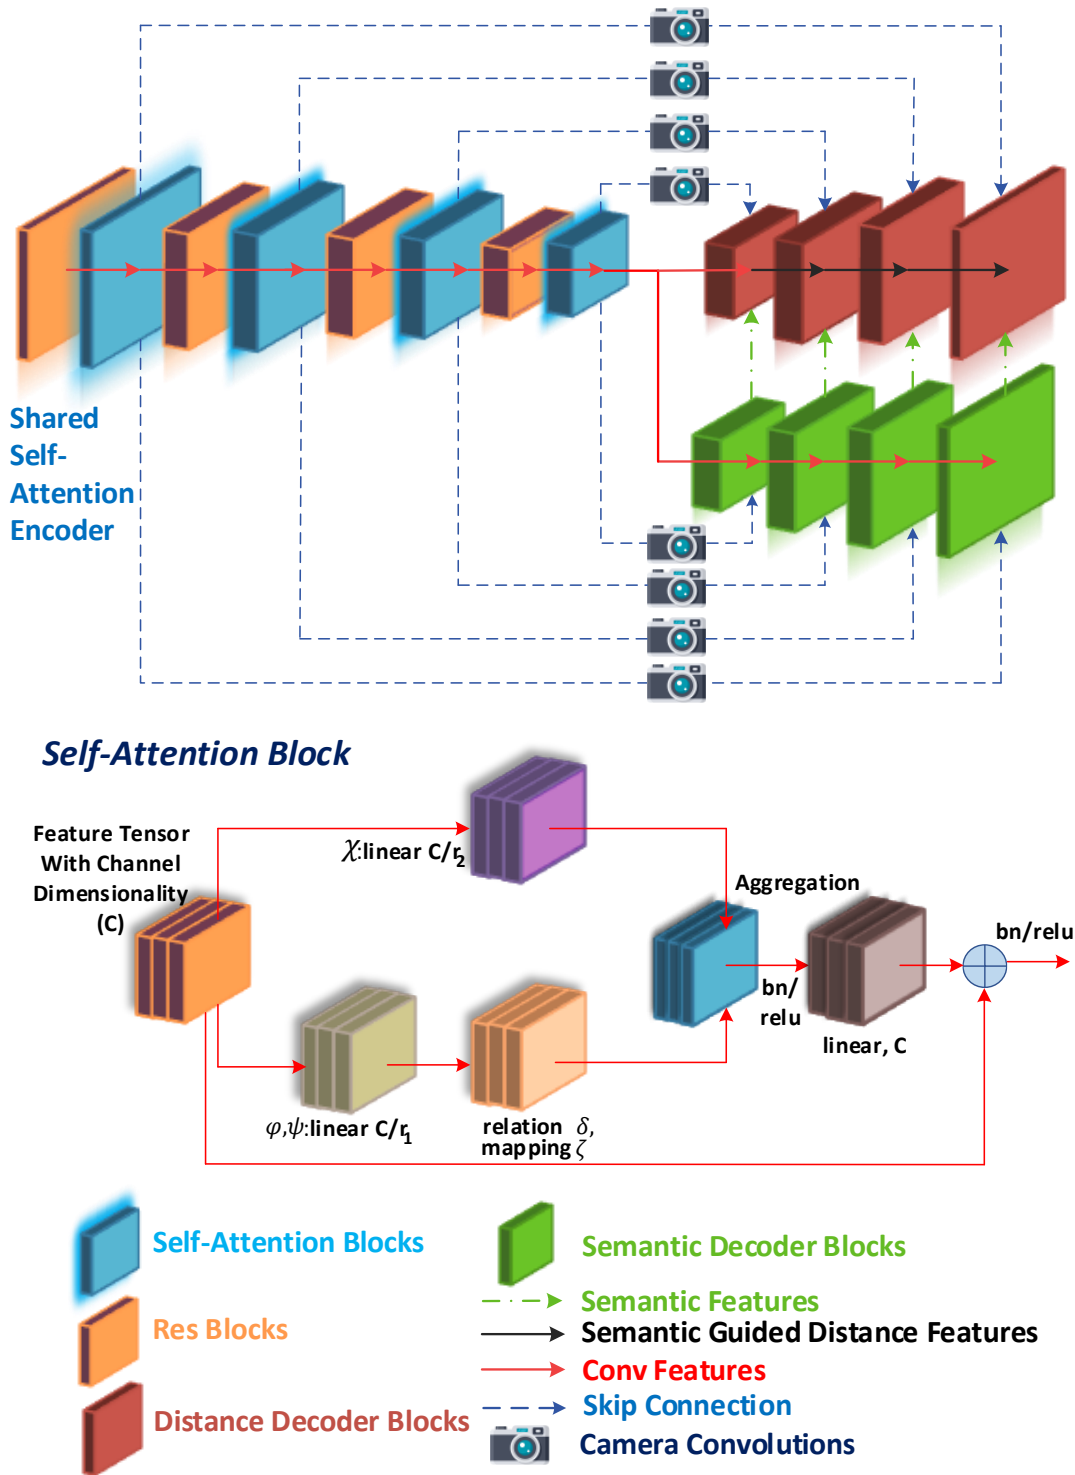 Shared
Self-
Attention
Encoder
Self-Attention Block
Feature Tensor
With Channel
Dimensionality
(C)
χ:linear C/r2
Aggregation
bn/relu
bn/
relu
linear, C
φ,ψ:linear C/r1
relation δ,
mapping ζ
Self-Attention Blocks
Res Blocks
Distance Decoder Blocks
Semantic Decoder Blocks
Semantic Features
Semantic Guided Distance Features
Conv Features
Skip Connection
Camera Convolutions